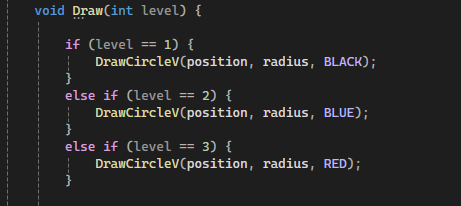 void Draw(int level) {
if (level == 1) {
DrawCircleV(position, radius, BLACK);
}
else if (level == 2) {
DrawCircleV(position, radius, BLUE);
}
else if (level == 3) {
DrawCircleV(position, radius, RED);
}